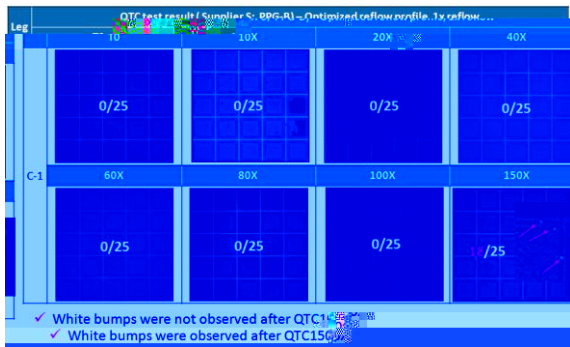 QTC test result ( Supplier S: PPG-B) – Optimized reflow profile, 1x reflow
Leg
T0 10X 20X 40X
0/25 0/25 0/25 0/25
C-1
60X 80X 100X 150X
0/25 0/25 0/25 /25
✓ White bumps were not observed after
✓ White bumps were observed after QTC150